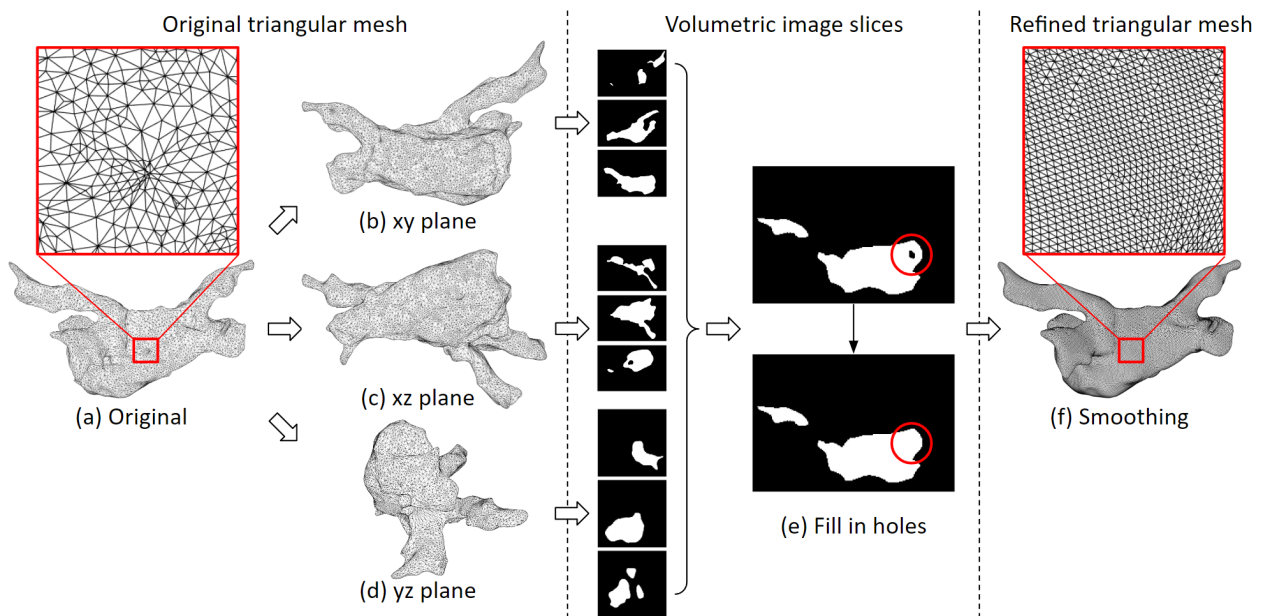 Original triangular mesh
Volumetric image slices
Refined triangular mesh
(a) Original
(b) xy plane
(c) xz plane
(d) yz plane
(e) Fill in holes
(f) Smoothing